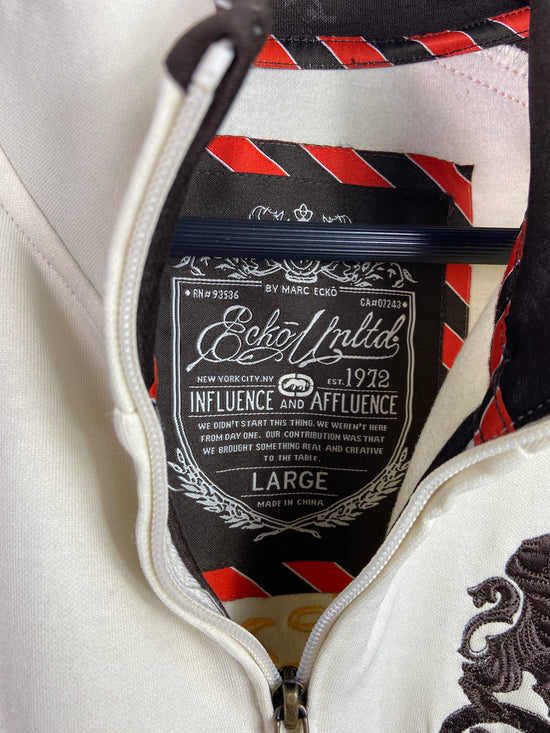 BY MARC ECKŌ
• RN#93536 CA#07243 •
Eckō Unltd.
NEW YORK CITY, NY EST. 1972
INFLUENCE AND AFFLUENCE
WE DIDN'T START THIS THING. WE WEREN'T HERE
FROM DAY ONE. OUR CONTRIBUTION WAS THAT
WE BROUGHT SOMETHING REAL AND CREATIVE
TO THE TABLE.
LARGE
MADE IN CHINA